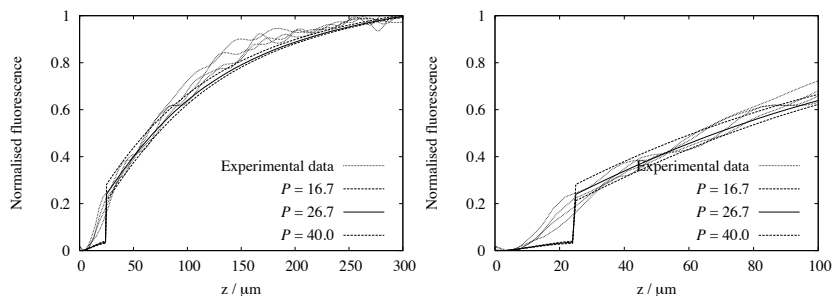 1
0.8
0.6
0.4
0.2
0
Normalised fluorescence
Experimental data
P = 16.7
P = 26.7
P = 40.0
0 50 100 150 200 250 300
z / μm
1
0.8
0.6
0.4
0.2
0
Normalised fluorescence
Experimental data
P = 16.7
P = 26.7
P = 40.0
0 20 40 60 80 100
z / μm